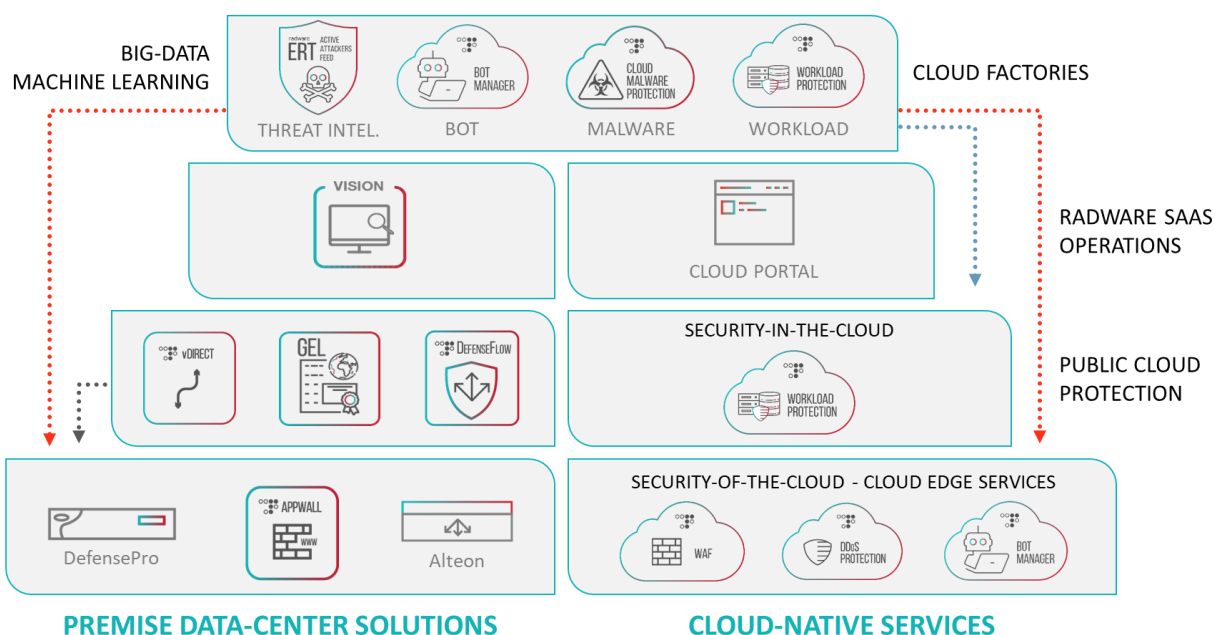 BIG-DATA
MACHINE LEARNING
radware
ERT
ACTIVE
ATTACKERS
FEED
THREAT INTEL.
BOT
MANAGER
BOT
CLOUD
MALWARE
PROTECTION
MALWARE
WORKLOAD
PROTECTION
WORKLOAD
CLOUD FACTORIES
VISION
CLOUD PORTAL
RADWARE SAAS
OPERATIONS
vDIRECT
GEL
DEFENSEFLOW
SECURITY-IN-THE-CLOUD
WORKLOAD
PROTECTION
PUBLIC CLOUD
PROTECTION
DefensePro
APPWALL
WWW
Alteon
SECURITY-OF-THE-CLOUD - CLOUD EDGE SERVICES
WAF
DDoS
PROTECTION
BOT
MANAGER
PREMISE DATA-CENTER SOLUTIONS
CLOUD-NATIVE SERVICES